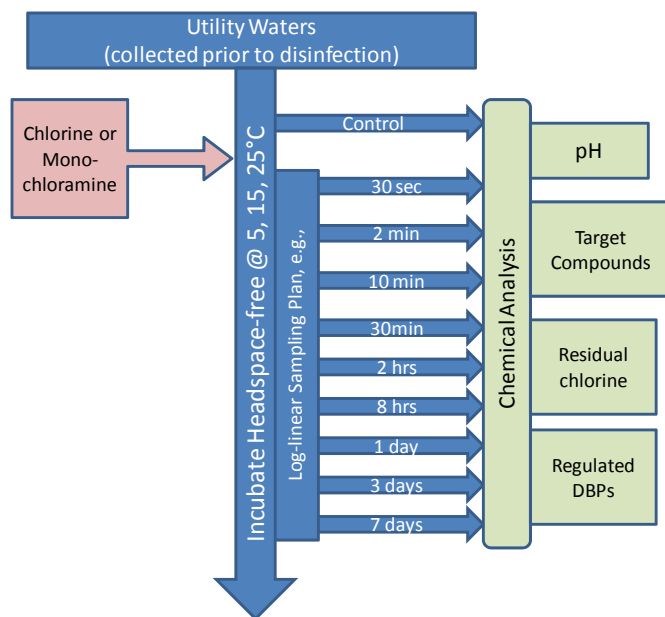 Utility Waters
(collected prior to disinfection)
Chlorine or
Mono-
chloramine
Incubate Headspace-free @ 5, 15, 25°C
Log-linear Sampling Plan, e.g.,
Control
30 sec
2 min
10 min
30min
2 hrs
8 hrs
1 day
3 days
7 days
Chemical Analysis
pH
Target
Compounds
Residual
chlorine
Regulated
DBPs